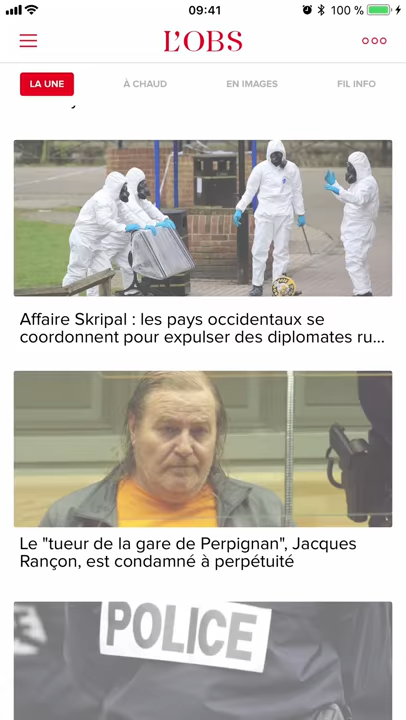 09:41
100 %
L'OBS
LA UNE
À CHAUD
EN IMAGES
FIL INFO
Affaire Skripal : les pays occidentaux se
coordonnent pour expulser des diplomates ru...
Le "tueur de la gare de Perpignan", Jacques
Rançon, est condamné à perpétuité
POLICE